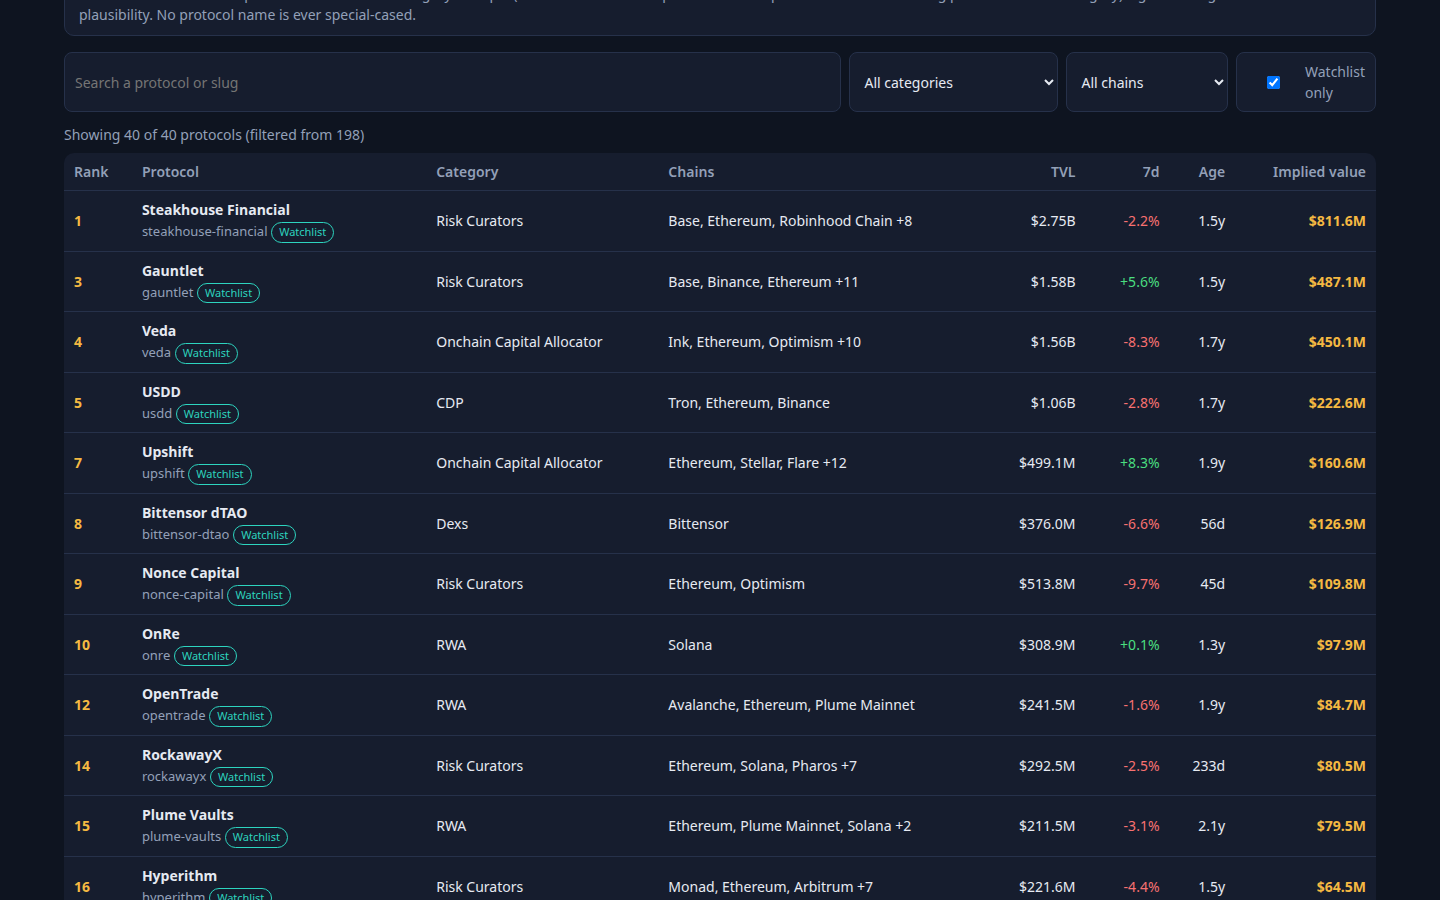 plausibility. No protocol name is ever special-cased.
Search a protocol or slug
All categories
All chains
Watchlist
only
Showing 40 of 40 protocols (filtered from 198)
Rank Protocol Category Chains TVL 7d Age Implied value
Steakhouse Financial
1 Risk Curators Base, Ethereum, Robinhood Chain +8 $2.75B -2.2% 1.5y $811.6M
steakhouse-financial Watchlist
Gauntlet
3 Risk Curators Base, Binance, Ethereum +11 $1.58B +5.6% 1.5y $487.1M
gauntlet Watchlist
Veda
4 Onchain Capital Allocator Ink, Ethereum, Optimism +10 $1.56B -8.3% 1.7y $450.1M
veda Watchlist
USDD
5 CDP Tron, Ethereum, Binance $1.06B -2.8% 1.7y $222.6M
usdd Watchlist
Upshift
7 Onchain Capital Allocator Ethereum, Stellar, Flare +12 $499.1M +8.3% 1.9y $160.6M
upshift Watchlist
Bittensor dTAO
8 Dexs Bittensor $376.0M -6.6% 56d $126.9M
bittensor-dtao Watchlist
Nonce Capital
9 Risk Curators Ethereum, Optimism $513.8M -9.7% 45d $109.8M
nonce-capital Watchlist
OnRe
10 RWA Solana $308.9M +0.1% 1.3y $97.9M
onre Watchlist
OpenTrade
12 RWA Avalanche, Ethereum, Plume Mainnet $241.5M -1.6% 1.9y $84.7M
opentrade Watchlist
RockawayX
14 Risk Curators Ethereum, Solana, Pharos +7 $292.5M -2.5% 233d $80.5M
rockawayx Watchlist
Plume Vaults
15 RWA Ethereum, Plume Mainnet, Solana +2 $211.5M -3.1% 2.1y $79.5M
plume-vaults Watchlist
Hyperithm
16 Risk Curators Monad, Ethereum, Arbitrum +7 $221.6M -4.4% 1.5y $64.5M
hyperithm Watchlist